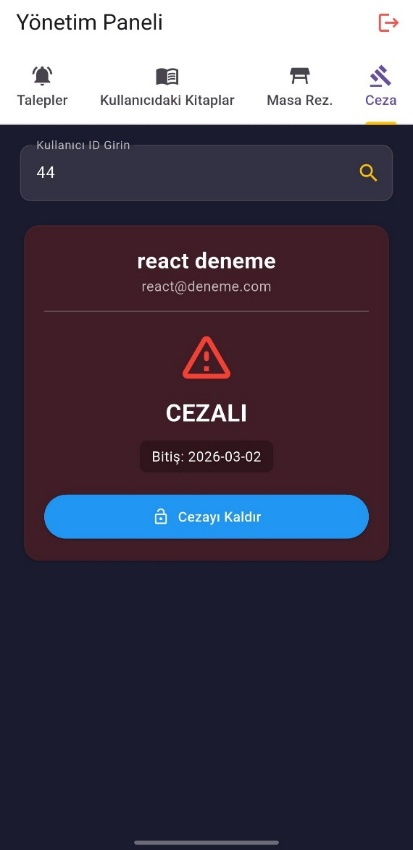 Yönetim Paneli
Talepler
Kullanıcıdaki Kitaplar
Masa Rez.
Ceza
Kullanıcı ID Girin
44
react deneme
react@deneme.com
CEZALI
Bitiş: 2026-03-02
Cezayı Kaldır